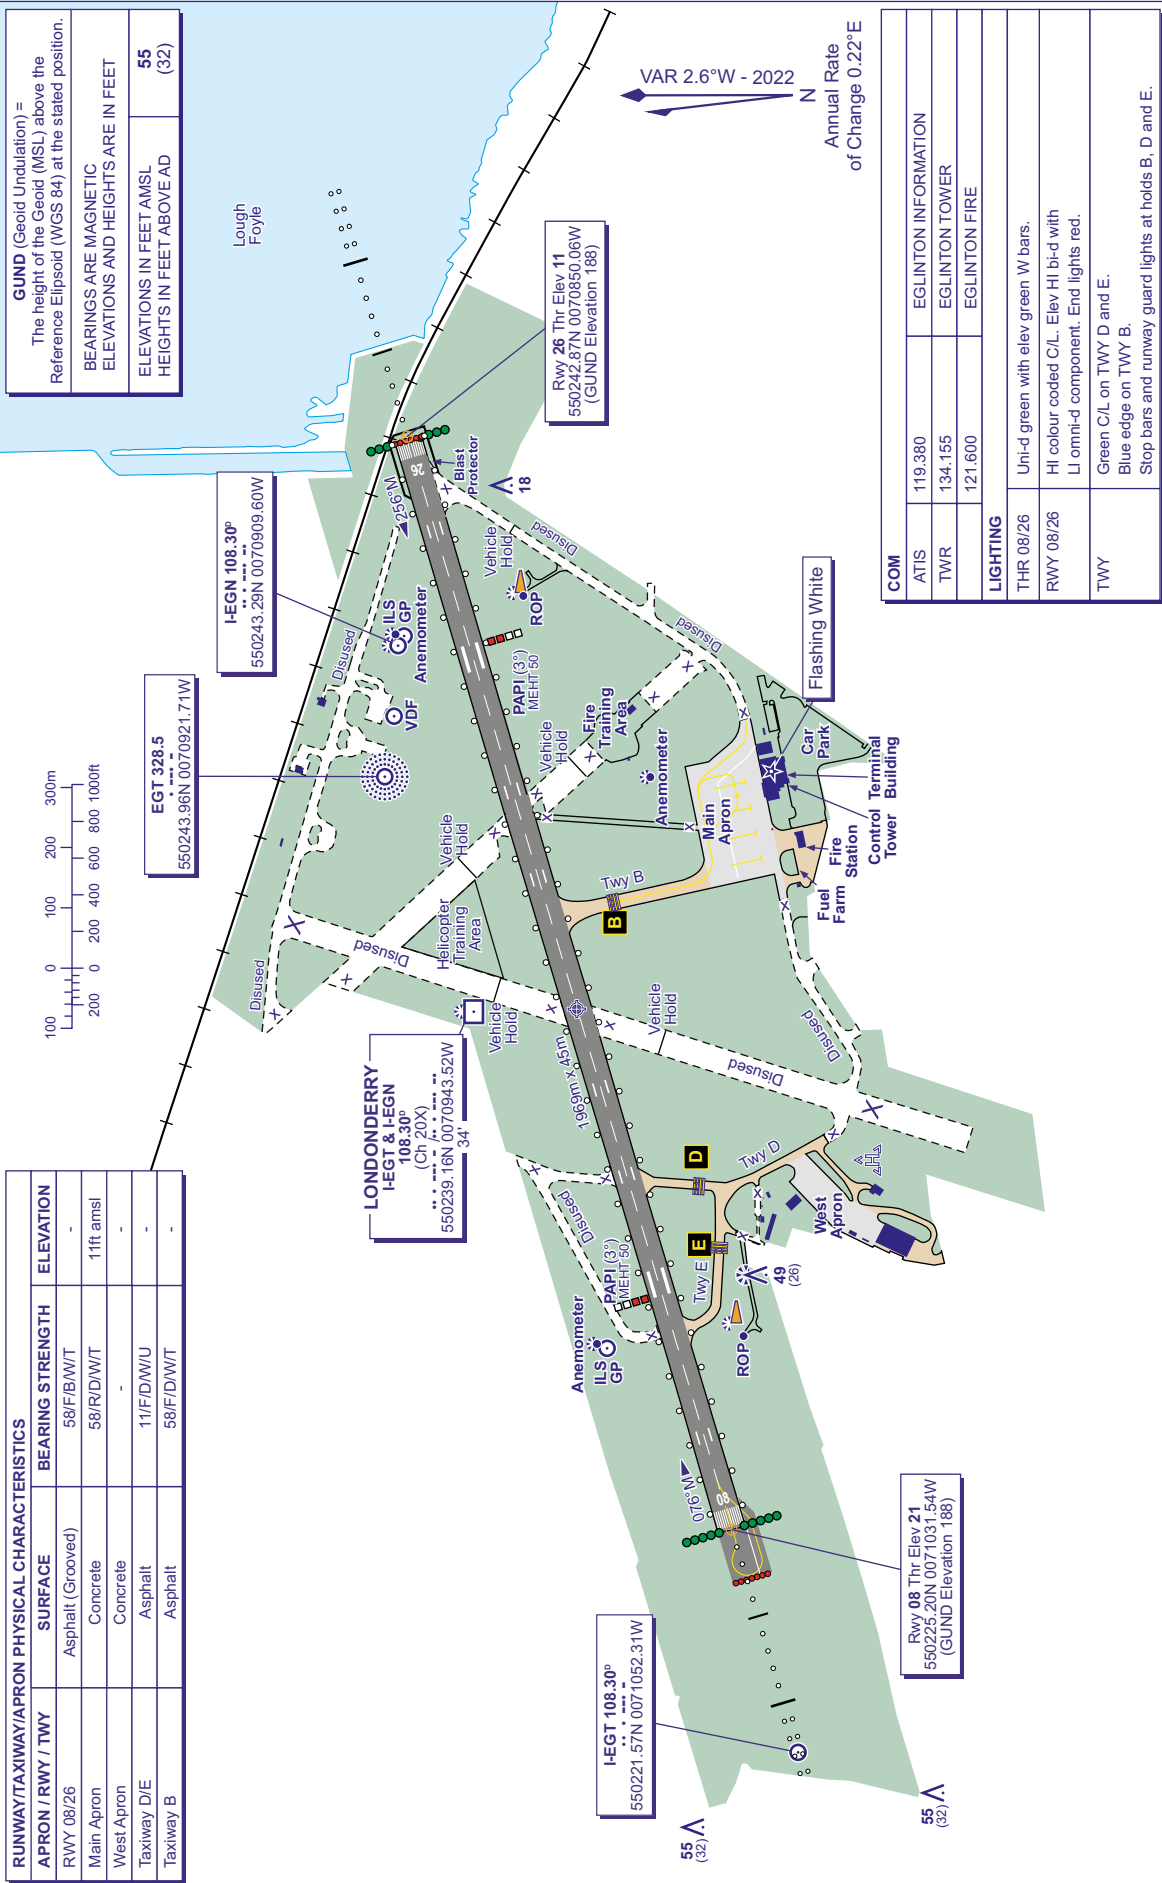 RUNWAY/TAXIWAY/APRON PHYSICAL CHARACTERISTICS
APRON / RWY / TWY SURFACE BEARING STRENGTH ELEVATION
RWY 08/26 Asphalt (Grooved) 58/F/B/W/T -
Main Apron Concrete 58/R/D/W/T 11ft amsl
West Apron Concrete - -
Taxiway D/E Asphalt 11/F/D/W/U -
Taxiway B Asphalt 58/F/D/W/T -
100 0 100 200 300m
200 0 200 400 600 800 1000ft
GUND (Geoid Undulation) =
The height of the Geoid (MSL) above the
Reference Elipsoid (WGS 84) at the stated position.
BEARINGS ARE MAGNETIC
ELEVATIONS AND HEIGHTS ARE IN FEET
ELEVATIONS IN FEET AMSL 55
HEIGHTS IN FEET ABOVE AD (32)
EGT 328.5
550243.96N 0070921.71W
I-EGN 108.30ᴰ
550243.29N 0070909.60W
Lough
Foyle
LONDONDERRY
I-EGT & I-EGN
108.30ᴰ
(Ch 20X)
550239.16N 0070943.52W
34'
Disused
Disused
Disused
VDF
ILS
GP
Anemometer
256°M
26
Blast
Protector
18
Rwy 26 Thr Elev 11
550242.87N 0070850.06W
(GUND Elevation 188)
VAR 2.6°W - 2022
N
Annual Rate
of Change 0.22°E
Helicopter
Training
Area
Vehicle
Hold
Vehicle
Hold
Vehicle
Hold
Vehicle
Hold
Disused
ROP
PAPI (3°)
MEHT 50
Fire
Training
Area
Disused
Anemometer
Vehicle
Hold
1969m x 45m
Disused
Anemometer
ILS
GP
PAPI (3°)
MEHT 50
Twy B
B
Main
Apron
Car
Park
Flashing White
Terminal
Building
Control
Tower
Fire
Station
Fuel
Farm
Disused
Disused
D
Twy D
E
Twy E
West
Apron
49
(26)
ROP
076°M
08
Rwy 08 Thr Elev 21
550225.20N 0071031.54W
(GUND Elevation 188)
I-EGT 108.30ᴰ
550221.57N 0071052.31W
55
(32)
55
(32)
COM
ATIS 119.380 EGLINTON INFORMATION
TWR 134.155 EGLINTON TOWER
121.600 EGLINTON FIRE
LIGHTING
THR 08/26 Uni-d green with elev green W bars.
RWY 08/26 HI colour coded C/L. Elev HI bi-d with
LI omni-d component. End lights red.
TWY Green C/L on TWY D and E.
Blue edge on TWY B.
Stop bars and runway guard lights at holds B, D and E.